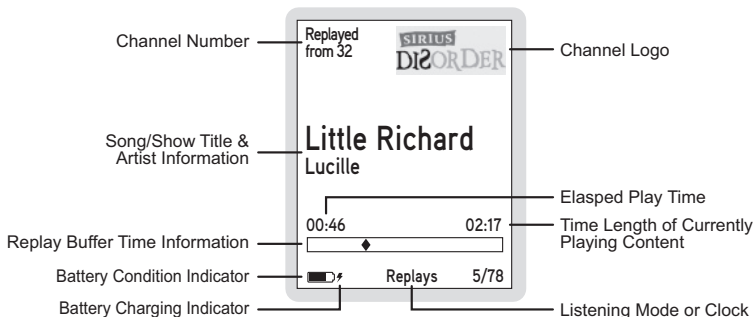 Channel Number
Replayed
from 32
SIRIUS
DISORDER
Channel Logo
Song/Show Title &
Artist Information
Little Richard
Lucille
Elasped Play Time
00:46
02:17
Time Length of Currently
Playing Content
Replay Buffer Time Information
Battery Condition Indicator
Replays
5/78
Battery Charging Indicator
Listening Mode or Clock